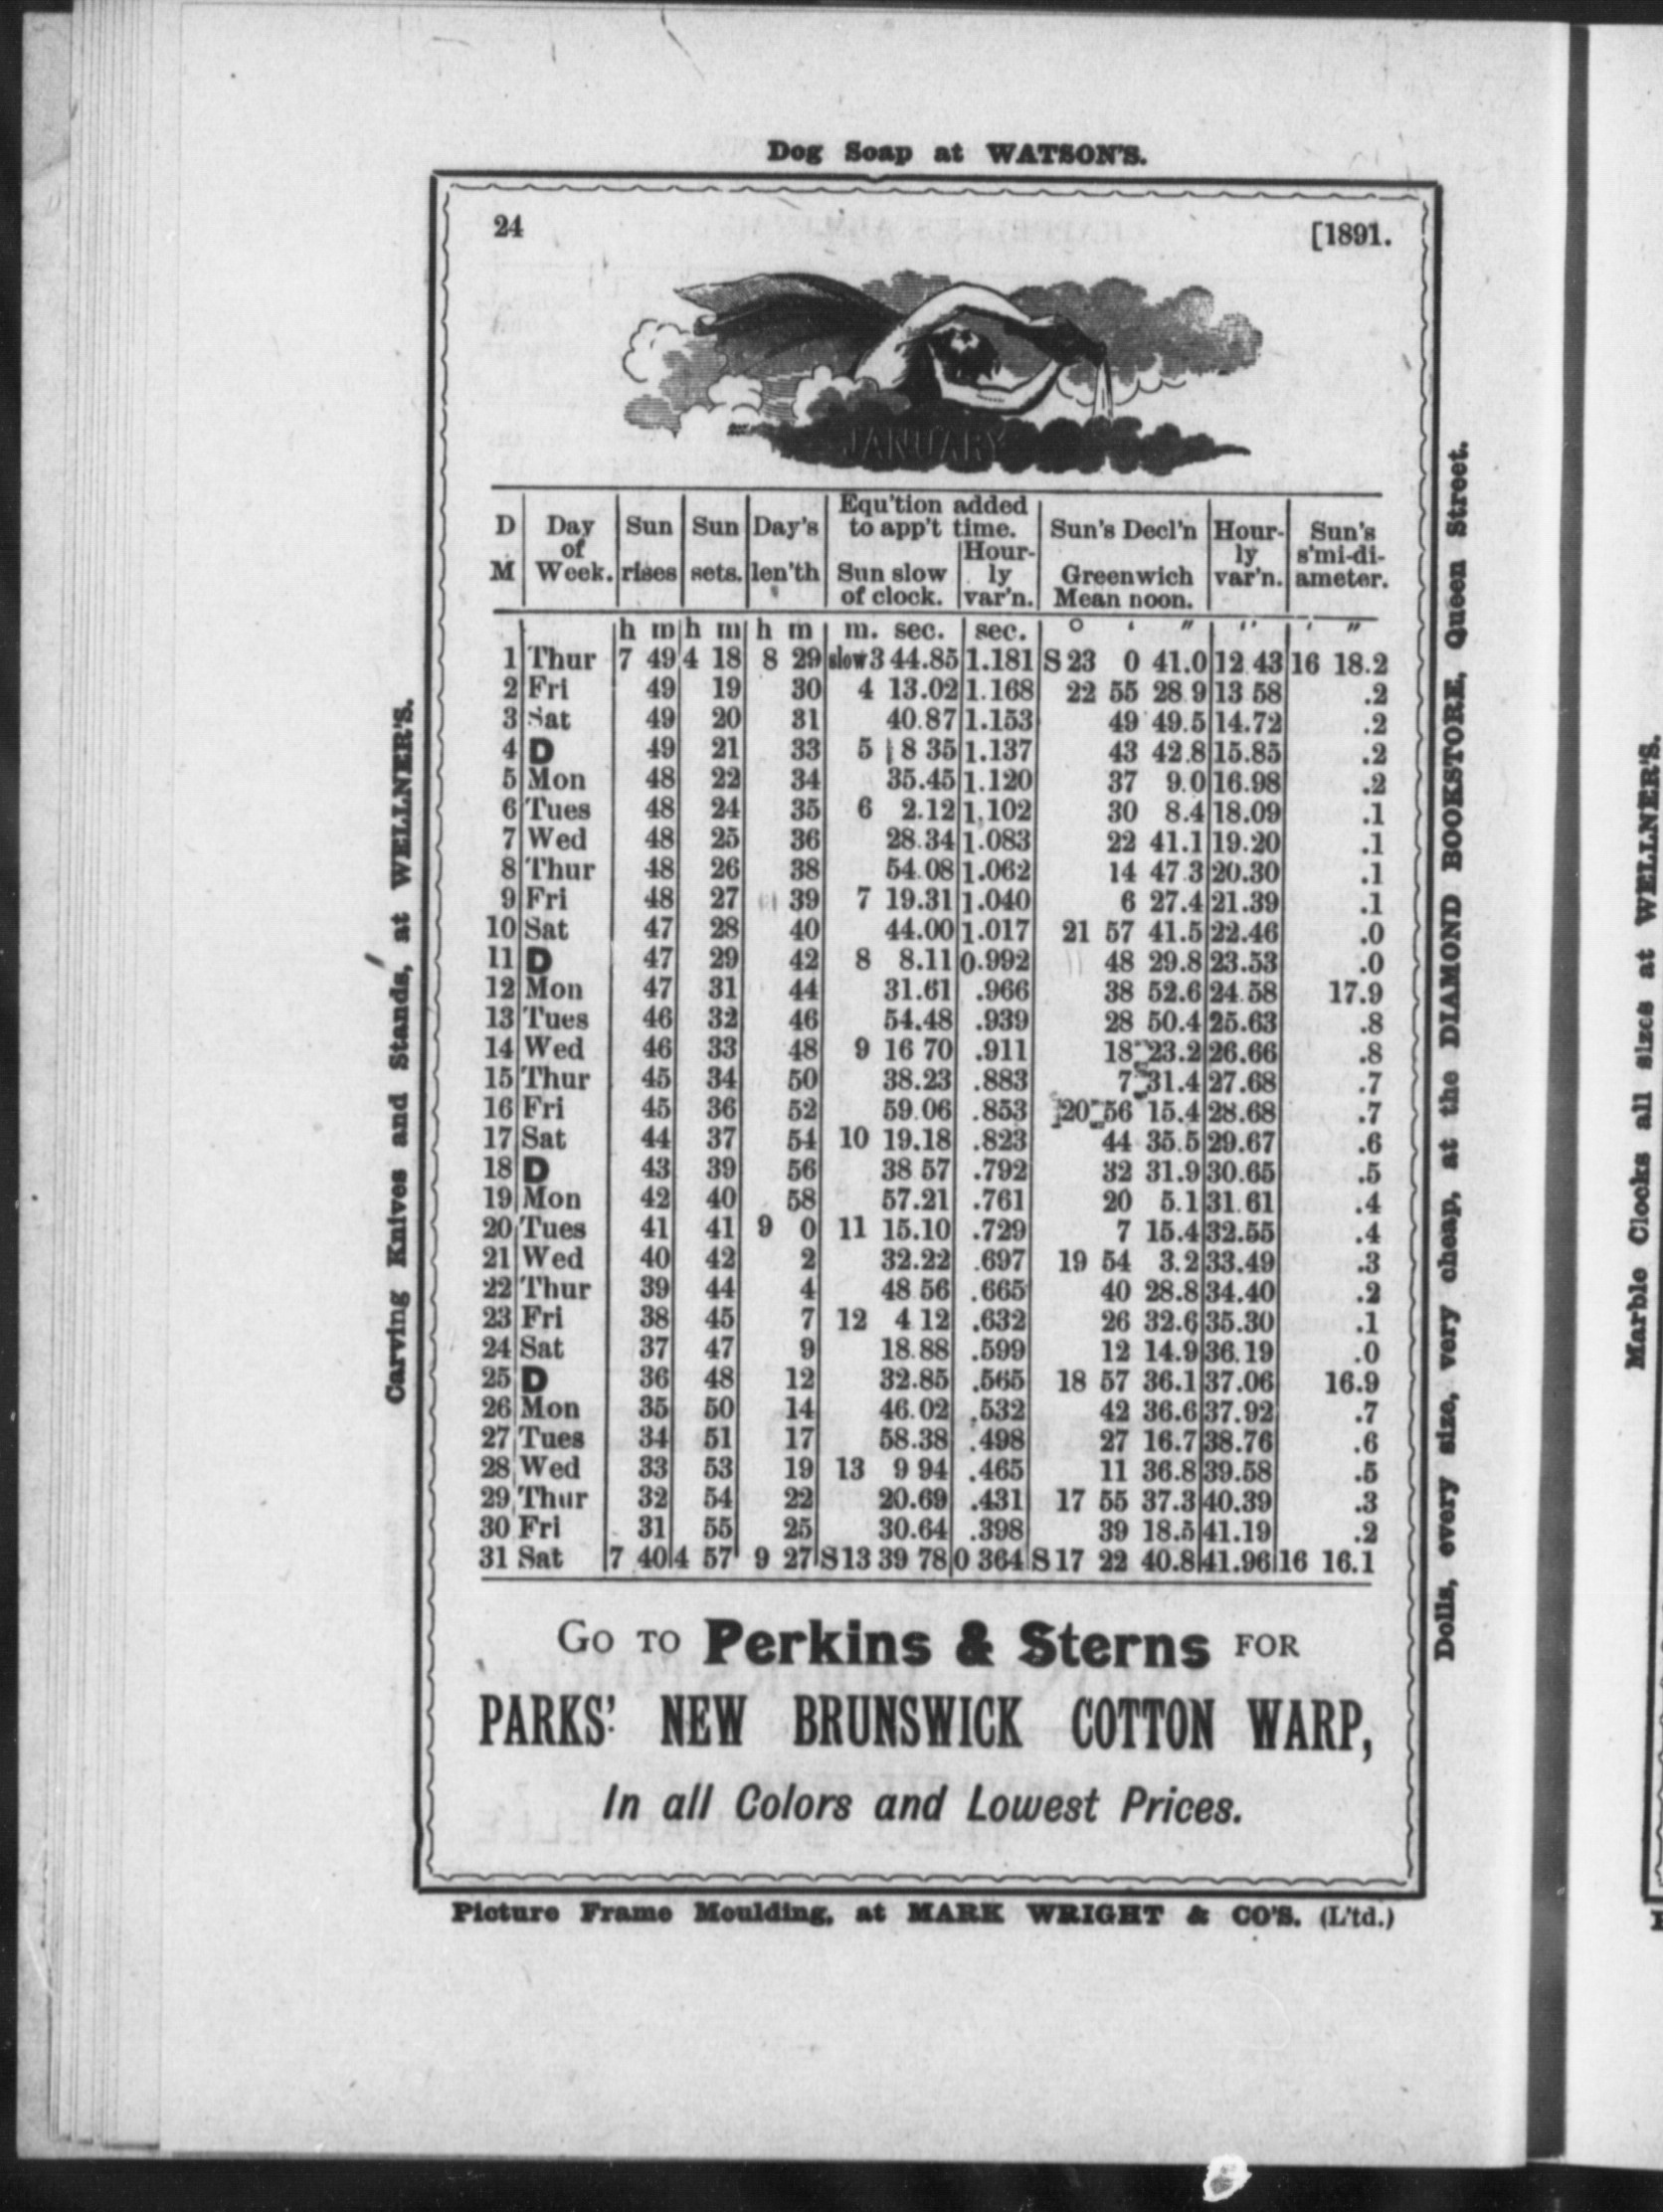 Dog Soap at WATSON'S.
24 [1891.
JANUARY
D M Day of Week. Sun rises Sun sets. Day's len'th Equ'tion added to app't time. Sun slow of clock. Hour-ly var'n. Sun's Decl'n Greenwich Mean noon. Hour-ly var'n. Sun's s'mi-di-ameter.
h m h m h m m. sec. sec. ° ' " " ' "
1 Thur 7 49 4 18 8 29 slow 3 44.85 1.181 S 23 0 41.0 12 43 16 18.2
2 Fri 49 19 30 4 13.02 1.168 22 55 28 9 13 58 .2
3 Sat 49 20 31 40.87 1.153 49 49.5 14.72 .2
4 D 49 21 33 5 8 35 1.137 43 42.8 15.85 .2
5 Mon 48 22 34 35.45 1.120 37 9.0 16.98 .2
6 Tues 48 24 35 6 2.12 1.102 30 8.4 18.09 .1
7 Wed 48 25 36 28.34 1.083 22 41.1 19.20 .1
8 Thur 48 26 38 54.08 1.062 14 47.3 20.30 .1
9 Fri 48 27 39 7 19.31 1.040 6 27.4 21.39 .1
10 Sat 47 28 40 44.00 1.017 21 57 41.5 22.46 .0
11 D 47 29 42 8 8.11 0.992 48 29.8 23.53 .0
12 Mon 47 31 44 31.61 .966 38 52.6 24.58 17.9
13 Tues 46 32 46 54.48 .939 28 50.4 25.63 .8
14 Wed 46 33 48 9 16 70 .911 18 23.2 26.66 .8
15 Thur 45 34 50 38.23 .883 7 31.4 27.68 .7
16 Fri 45 36 52 59.06 .853 20 56 15.4 28.68 .7
17 Sat 44 37 54 10 19.18 .823 44 35.5 29.67 .6
18 D 43 39 56 38 57 .792 32 31.9 30.65 .5
19 Mon 42 40 58 57.21 .761 20 5.1 31.61 .4
20 Tues 41 41 9 0 11 15.10 .729 7 15.4 32.55 .4
21 Wed 40 42 2 32.22 .697 19 54 3.2 33.49 .3
22 Thur 39 44 4 48 56 .665 40 28.8 34.40 .2
23 Fri 38 45 7 12 4 12 .632 26 32.6 35.30 .1
24 Sat 37 47 9 18.88 .599 12 14.9 36.19 .0
25 D 36 48 12 32.85 .565 18 57 36.1 37.06 16.9
26 Mon 35 50 14 46.02 .532 42 36.6 37.92 .7
27 Tues 34 51 17 58.38 .498 27 16.7 38.76 .6
28 Wed 33 53 19 13 9 94 .465 11 36.8 39.58 .5
29 Thur 32 54 22 20.69 .431 17 55 37.3 40.39 .3
30 Fri 31 55 25 30.64 .398 39 18.5 41.19 .2
31 Sat 7 40 4 57 9 27 S 13 39 78 0 364 S 17 22 40.8 41.96 16 16.1
GO TO Perkins & Sterns FOR
PARKS' NEW BRUNSWICK COTTON WARP,
In all Colors and Lowest Prices.
Picture Frame Moulding, at MARK WRIGHT & CO'S. (L'td.)
Carving Knives and Stands, at WELLNER'S.
Dolls, every size, very cheap, at the DIAMOND BOOKSTORE, Queen Street.
Marble Clocks all sizes at WELLNER'S.